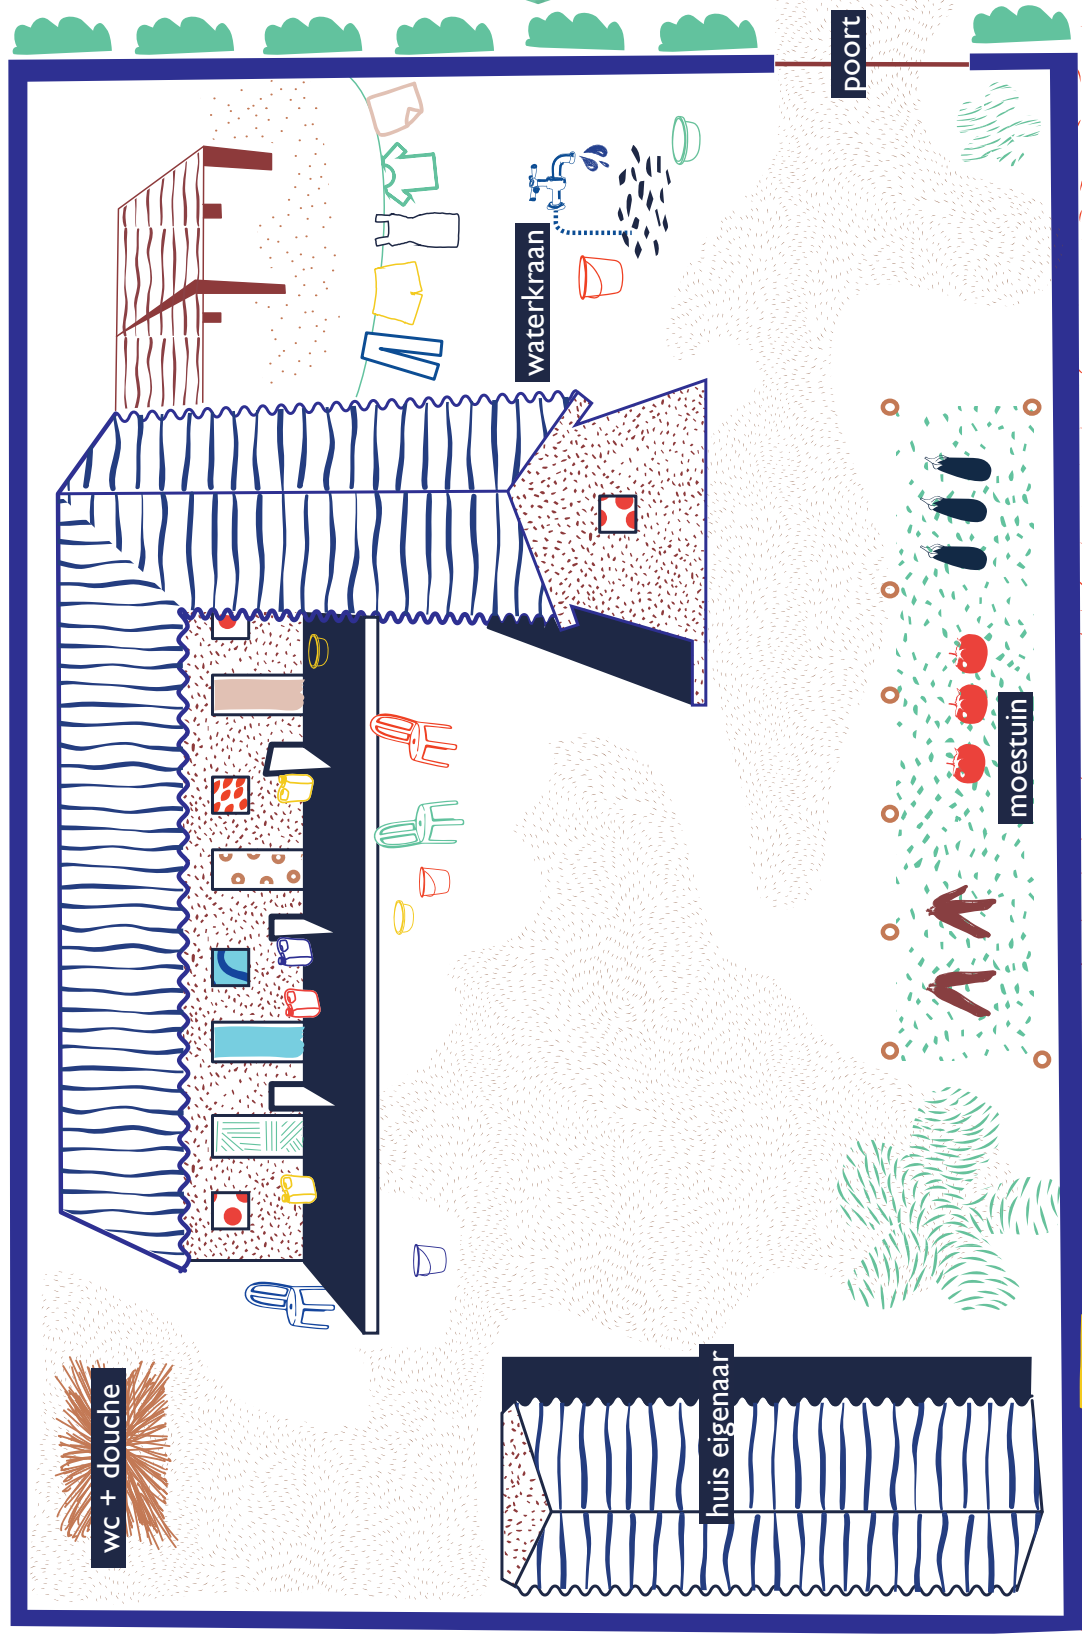 poort
waterkraan
moestuin
huis eigenaar
wc + douche